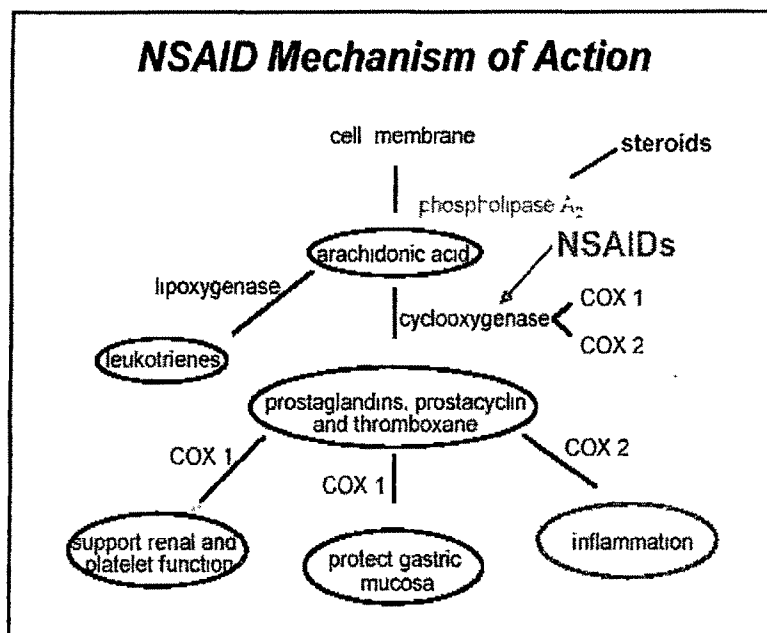 NSAID Mechanism of Action
cell membrane
steroids
phospholipase A₂
NSAIDs
arachidonic acid
lipoxygenase
cyclooxygenase
COX 1
COX 2
leukotrienes
prostaglandins, prostacyclin
and thromboxane
COX 1
COX 1
COX 2
support renal and
platelet function
protect gastric
mucosa
inflammation